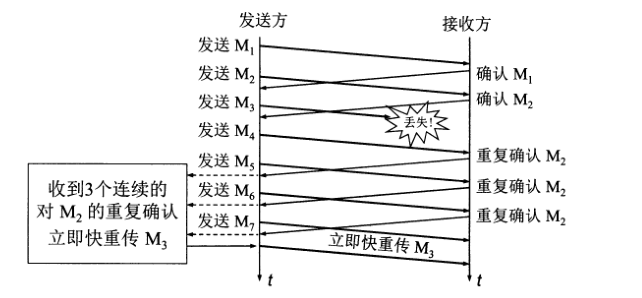 发送方
接收方
发送 M1
发送 M2
确认 M1
发送 M3
确认 M2
丢失!
发送 M4
发送 M5
重复确认 M2
收到3个连续的
对 M2 的重复确认
立即快重传 M3
发送 M6
重复确认 M2
发送 M7
重复确认 M2
立即快重传 M3
t
t